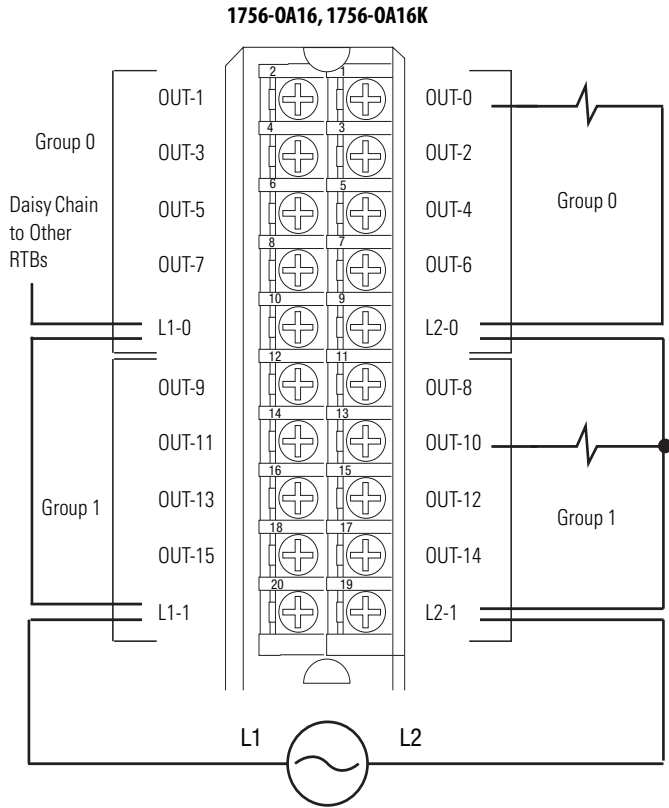 1756-OA16, 1756-OA16K
2 1
OUT-1 OUT-0
4 3
Group 0
OUT-3 OUT-2
6 5
Daisy Chain
to Other
RTBs
OUT-5 OUT-4
Group 0
8 7
OUT-7 OUT-6
10 9
L1-0 L2-0
12 11
OUT-9 OUT-8
14 13
OUT-11 OUT-10
16 15
Group 1
OUT-13 OUT-12
Group 1
18 17
OUT-15 OUT-14
20 19
L1-1 L2-1
L1 L2